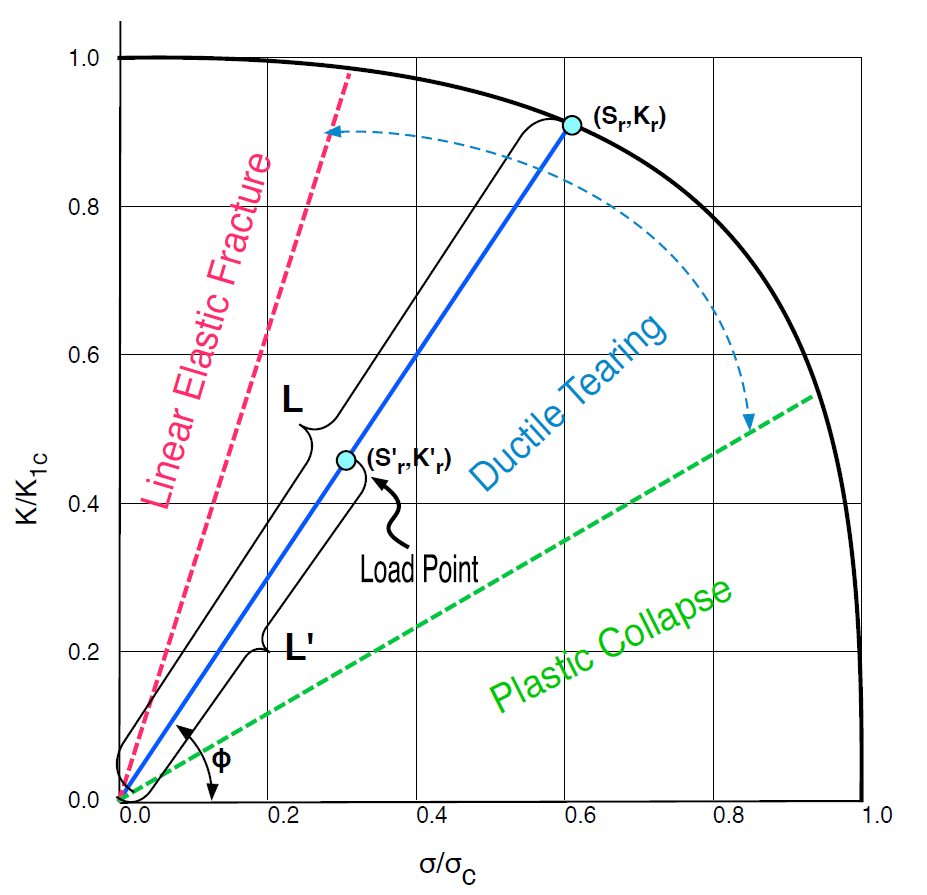 1.0
(Sr,Kr)
0.8
Linear Elastic Fracture
0.6
Ductile Tearing
L
(S'r,K'r)
K/K1c
0.4
Load Point
Plastic Collapse
0.2
L'
ϕ
0.0
0.0 0.2 0.4 0.6 0.8 1.0
σ/σC